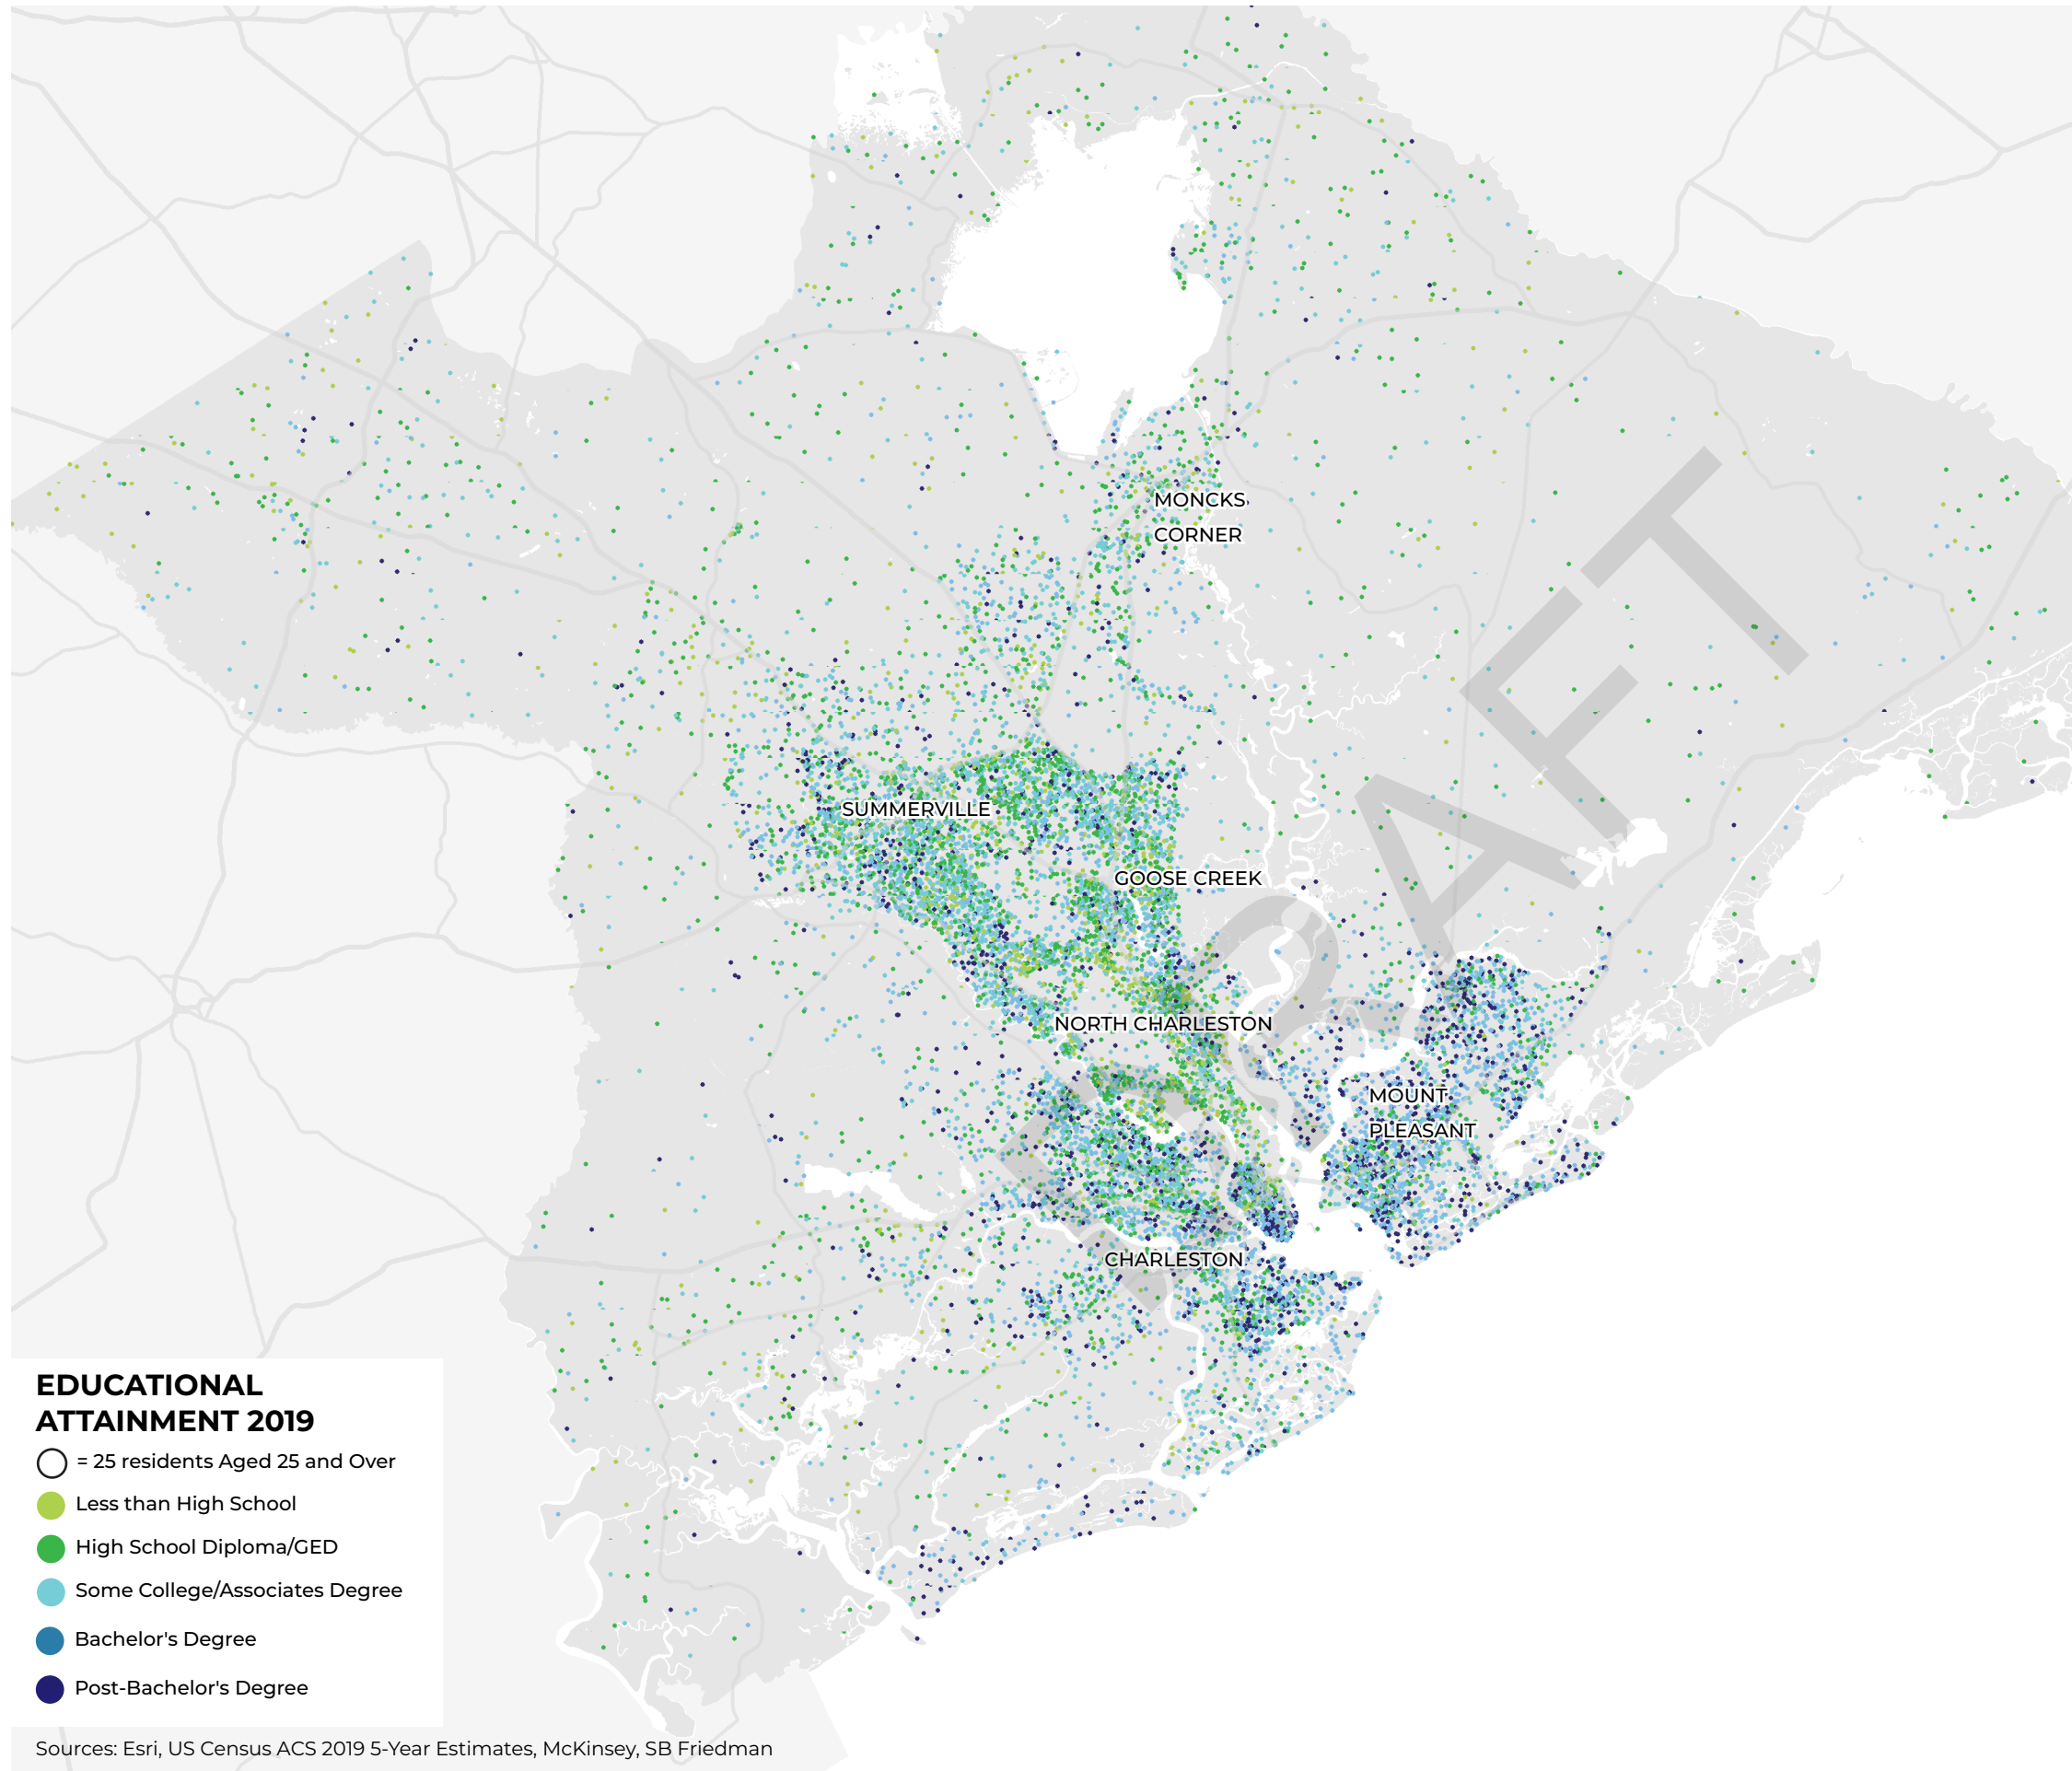 MONCKS
CORNER
SUMMERVILLE
GOOSE CREEK
NORTH CHARLESTON
MOUNT
PLEASANT
CHARLESTON
DRAFT
EDUCATIONAL
ATTAINMENT 2019
= 25 residents Aged 25 and Over
Less than High School
High School Diploma/GED
Some College/Associates Degree
Bachelor's Degree
Post-Bachelor's Degree
Sources: Esri, US Census ACS 2019 5-Year Estimates, McKinsey, SB Friedman